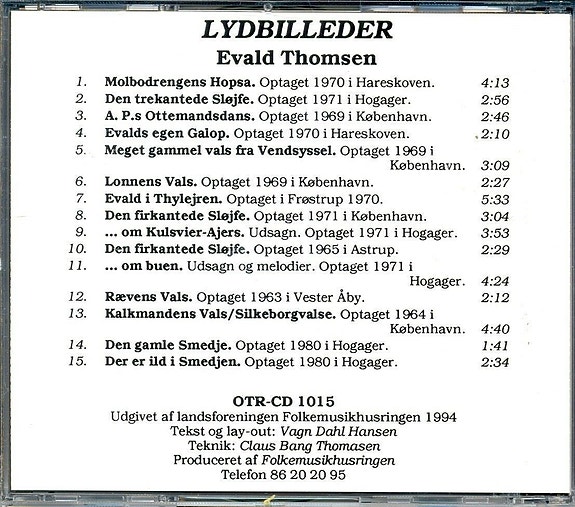 LYDBILLEDER
Evald Thomsen
1. Molbodrengens Hopsa. Optaget 1970 i Hareskoven. 4:13
2. Den trekantede Sløjfe. Optaget 1971 i Hogager. 2:56
3. A. P.s Ottemandsdans. Optaget 1969 i København. 2:46
4. Evalds egen Galop. Optaget 1970 i Hareskoven. 2:10
5. Meget gammel vals fra Vendsyssel. Optaget 1969 i
København. 3:09
6. Lonnens Vals. Optaget 1969 i København. 2:27
7. Evald i Thylejren. Optaget i Frøstrup 1970. 5:33
8. Den firkantede Sløjfe. Optaget 1971 i København. 3:04
9. ... om Kulsvier-Ajers. Udsagn. Optaget 1971 i Hogager. 3:53
10. Den firkantede Sløjfe. Optaget 1965 i Astrup. 2:29
11. ... om buen. Udsagn og melodier. Optaget 1971 i
Hogager. 4:24
12. Rævens Vals. Optaget 1963 i Vester Åby. 2:12
13. Kalkmandens Vals/Silkeborgvalse. Optaget 1964 i
København. 4:40
14. Den gamle Smedje. Optaget 1980 i Hogager. 1:41
15. Der er ild i Smedjen. Optaget 1980 i Hogager. 2:34
OTR-CD 1015
Udgivet af landsforeningen Folkemusikhusringen 1994
Tekst og lay-out: Vagn Dahl Hansen
Teknik: Claus Bang Thomasen
Produceret af Folkemusikhusringen
Telefon 86 20 20 95